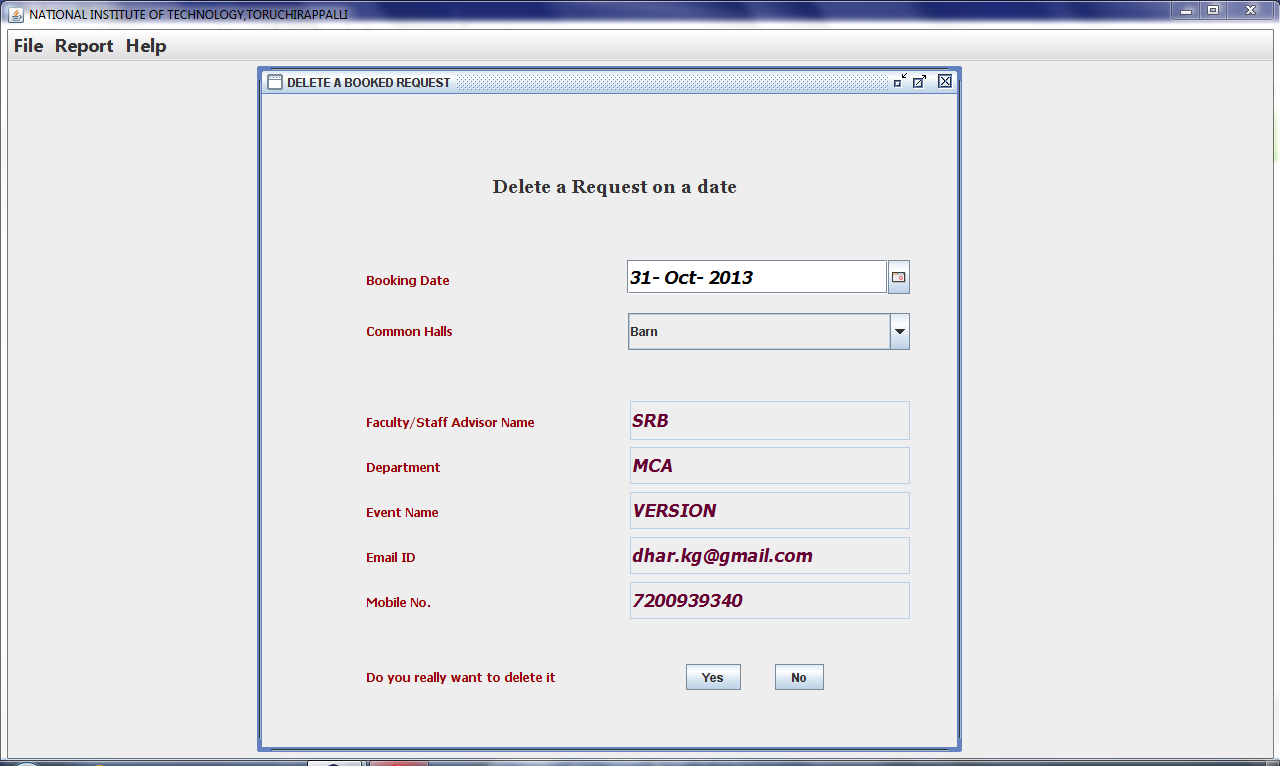 NATIONAL INSTITUTE OF TECHNOLOGY,TORUCHIRAPPALLI
File Report Help
DELETE A BOOKED REQUEST
Delete a Request on a date
Booking Date 31- Oct- 2013
Common Halls Barn
Faculty/Staff Advisor Name SRB
Department MCA
Event Name VERSION
Email ID dhar.kg@gmail.com
Mobile No. 7200939340
Do you really want to delete it Yes No